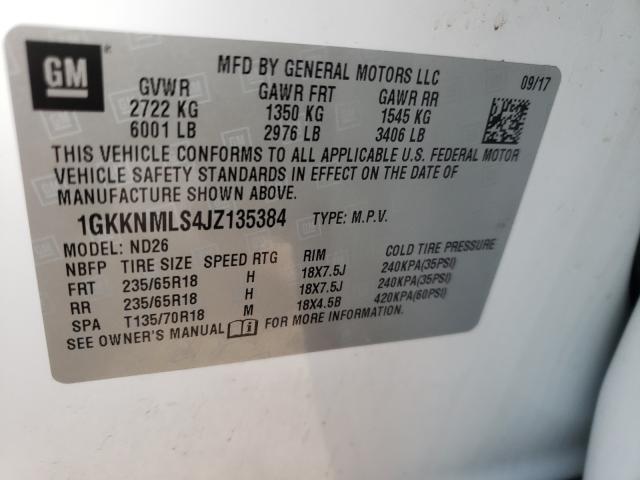 GM
MFD BY GENERAL MOTORS LLC
09/17
GVWR GAWR FRT GAWR RR
2722 KG 1350 KG 1545 KG
6001 LB 2976 LB 3406 LB
THIS VEHICLE CONFORMS TO ALL APPLICABLE U.S. FEDERAL MOTOR
VEHICLE SAFETY STANDARDS IN EFFECT ON THE DATE OF
MANUFACTURE SHOWN ABOVE.
1GKKNMLS4JZ135384 TYPE: M.P.V.
MODEL: ND26
NBFP TIRE SIZE SPEED RTG RIM COLD TIRE PRESSURE
FRT 235/65R18 H 18X7.5J 240KPA(35PSI)
RR 235/65R18 H 18X7.5J 240KPA(35PSI)
SPA T135/70R18 M 18X4.5B 420KPA(60PSI)
SEE OWNER'S MANUAL FOR MORE INFORMATION.